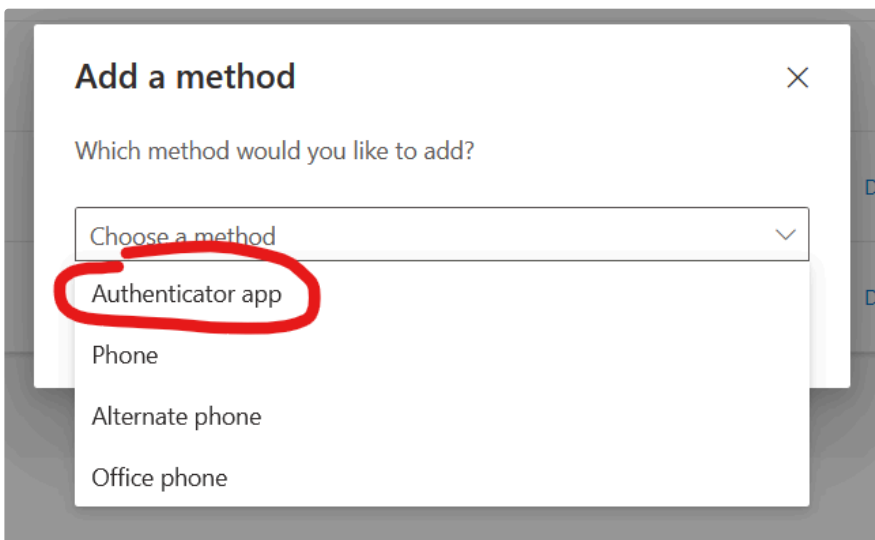 Add a method
Which method would you like to add?
Choose a method
Authenticator app
Phone
Alternate phone
Office phone
D
D